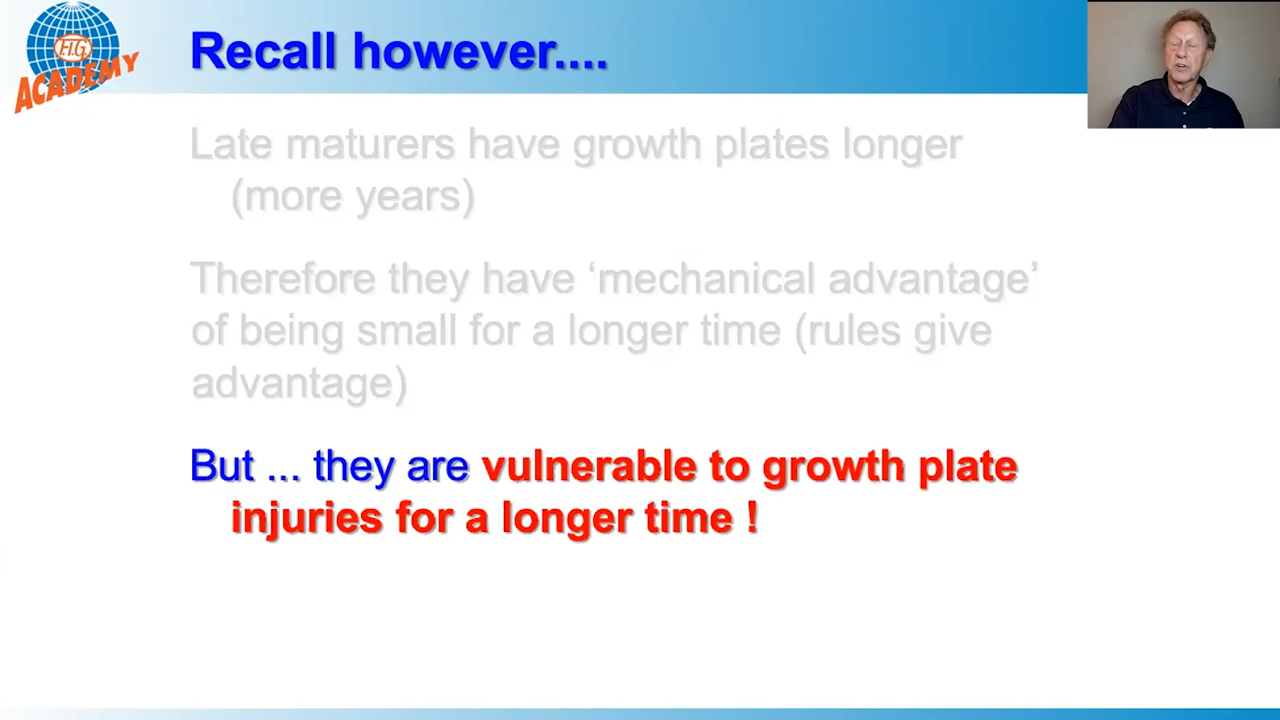 F.I.G.
ACADEMY
Recall however....
Late maturers have growth plates longer
(more years)
Therefore they have ‘mechanical advantage’
of being small for a longer time (rules give
advantage)
But ... they are vulnerable to growth plate
injuries for a longer time !